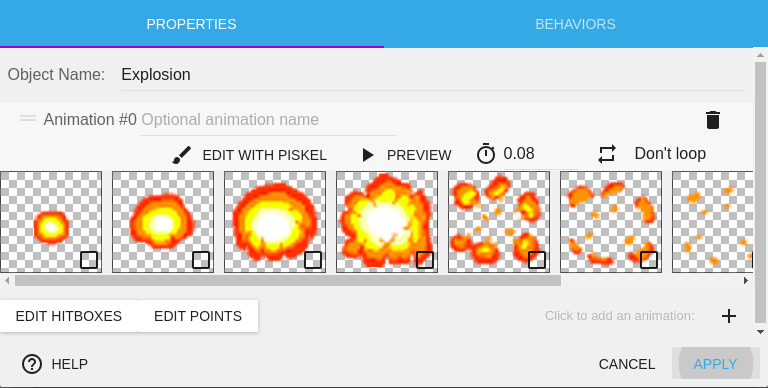 PROPERTIES BEHAVIORS
Object Name: Explosion
Animation #0 Optional animation name
EDIT WITH PISKEL PREVIEW 0.08 Don't loop
EDIT HITBOXES EDIT POINTS Click to add an animation:
HELP CANCEL APPLY